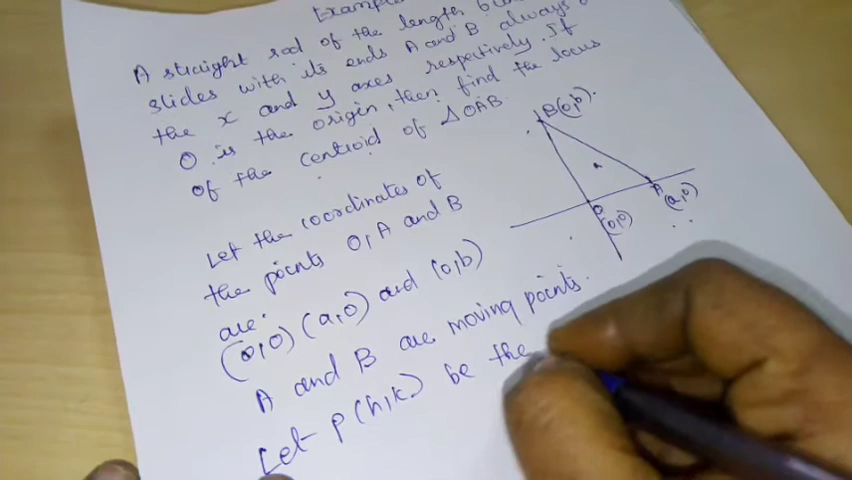 Example
A straight rod of the length 6
slides with its ends A and B always
the x and y axes respectively. If
O is the origin, then find the locus
of the centroid of ΔOAB
B(0,b).
A
(a,0)
O
(0,0)
Let the coordinates of
the points O, A and B
are.
(0,0) (a,0) and (0,b)
A and B are moving points.
Let P(h,k) be the